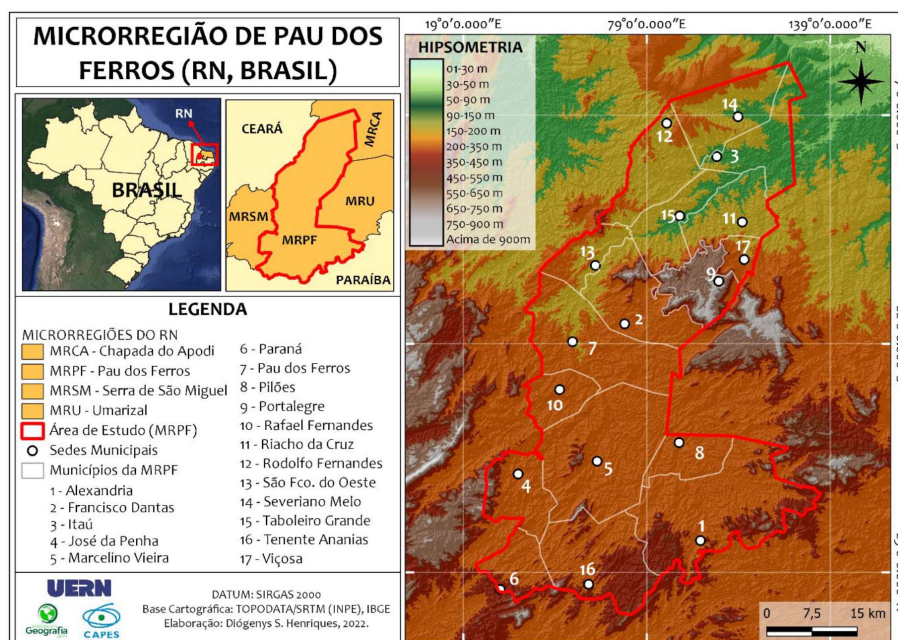 MICRORREGIÃO DE PAU DOS
FERROS (RN, BRASIL)
RN
BRASIL
CEARÁ
MRCA
MRU
MRSM
MRPF
PARAÍBA
LEGENDA
MICRORREGIÕES DO RN
MRCA - Chapada do Apodi
MRPF - Pau dos Ferros
MRSM - Serra de São Miguel
MRU - Umarizal
Área de Estudo (MRPF)
Sedes Municipais
Municípios da MRPF
1 - Alexandria
2 - Francisco Dantas
3 - Itaú
4 - José da Penha
5 - Marcelino Vieira
6 - Paraná
7 - Pau dos Ferros
8 - Pilões
9 - Portalegre
10 - Rafael Fernandes
11 - Riacho da Cruz
12 - Rodolfo Fernandes
13 - São Fco. do Oeste
14 - Severiano Melo
15 - Taboleiro Grande
16 - Tenente Ananias
17 - Viçosa
UERN
Geografia
CAPES
DATUM: SIRGAS 2000
Base Cartográfica: TOPODATA/SRTM (INPE), IBGE
Elaboração: Diógenys S. Henriques, 2022.
19°0'0.000"E
79°0'0.000"E
139°0'0.000"E
HIPSOMETRIA
01-30 m
30-50 m
50-90 m
90-150 m
150-200 m
200-350 m
350-450 m
450-550 m
550-650 m
650-750 m
750-900 m
Acima de 900m
N
14
12
3
15
11
17
13
9
2
7
10
8
5
4
1
16
6
0 7,5 15 km